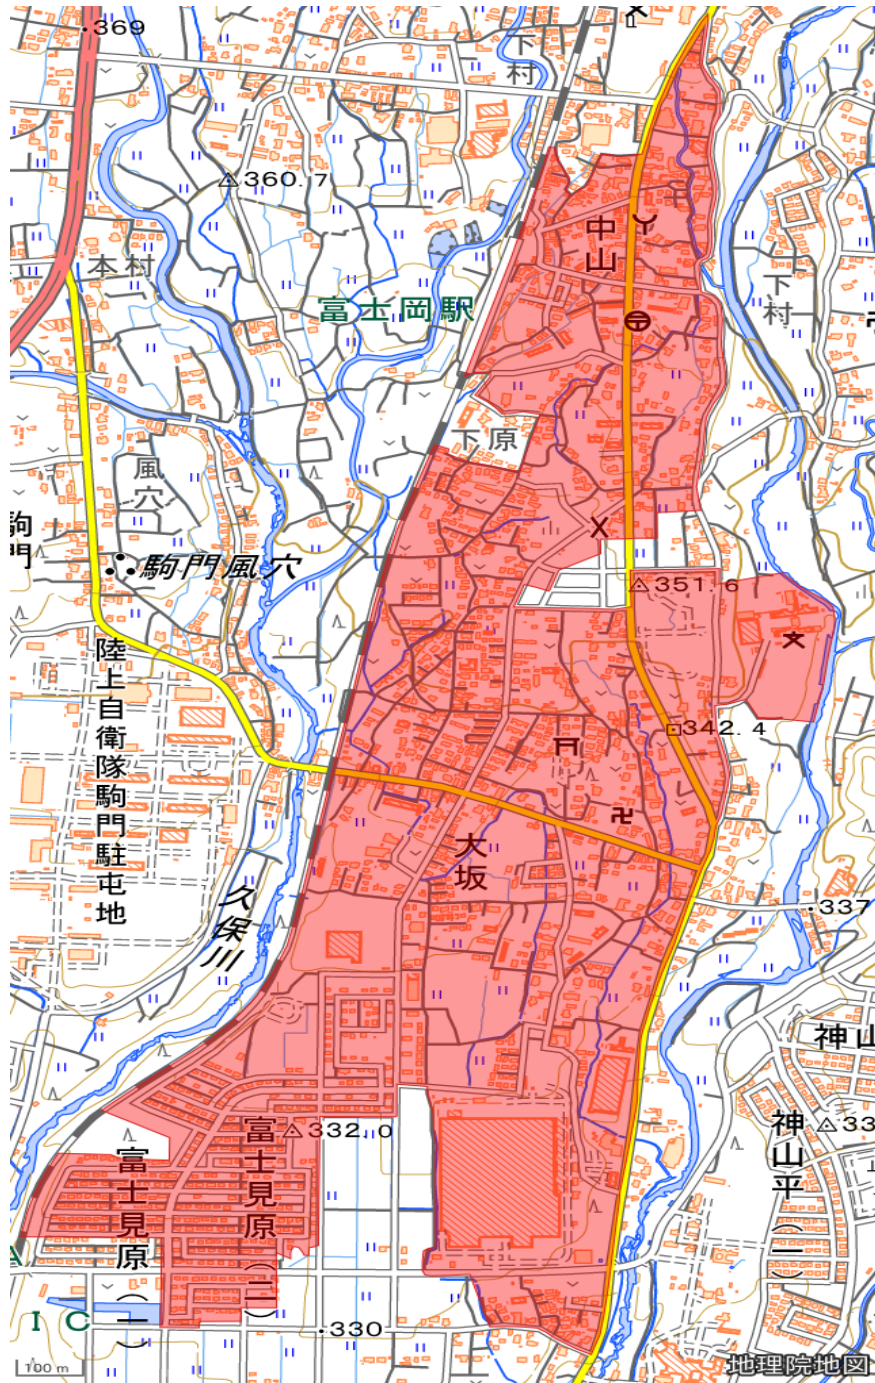 369
下村
360.7
本村
中山
下村
富士岡駅
下原
風穴
駒門
駒門風穴
351.6
陸上自衛隊駒門駐屯地
342.4
大坂
久保川
337
神山
332.0
33
富士見原(一)
富士見原(二)
神山平(一)
IC
330
100 m
地理院地図